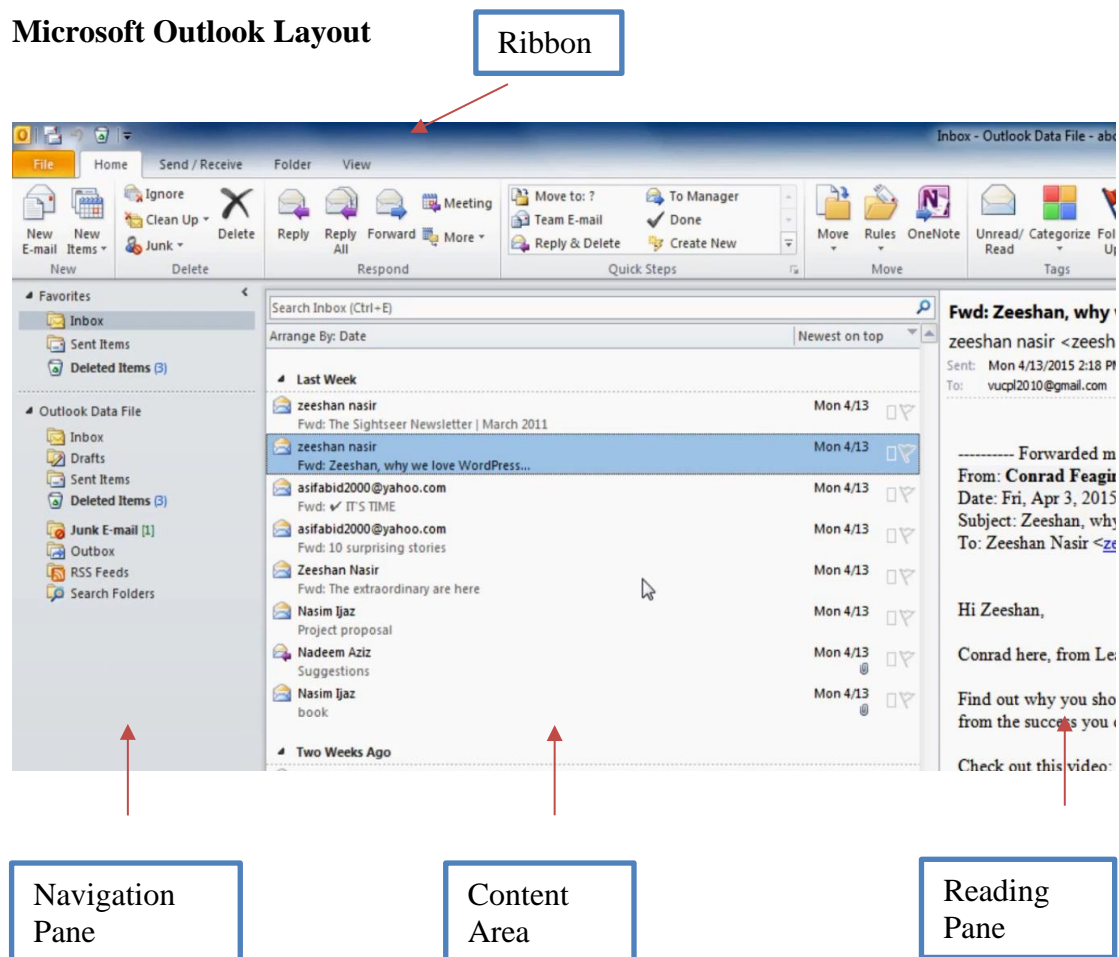 Microsoft Outlook Layout
Ribbon
Inbox - Outlook Data File -
File Home Send / Receive Folder View
New E-mail
New Items
Ignore
Clean Up
Junk
Delete
Reply
Reply All
Forward
Meeting
More
Move to: ?
Team E-mail
Reply & Delete
To Manager
Done
Create New
Move
Rules
OneNote
Unread/ Read
Categorize
New Delete Respond Quick Steps Move Tags
Favorites
Inbox
Sent Items
Deleted Items (3)
Outlook Data File
Inbox
Drafts
Sent Items
Deleted Items (3)
Junk E-mail [1]
Outbox
RSS Feeds
Search Folders
Search Inbox (Ctrl+E)
Arrange By: Date Newest on top
Last Week
zeeshan nasir Mon 4/13
Fwd: The Sightseer Newsletter | March 2011
zeeshan nasir Mon 4/13
Fwd: Zeeshan, why we love WordPress...
asifabid2000@yahoo.com Mon 4/13
Fwd: ✔ IT'S TIME
asifabid2000@yahoo.com Mon 4/13
Fwd: 10 surprising stories
Zeeshan Nasir Mon 4/13
Fwd: The extraordinary are here
Nasim Ijaz Mon 4/13
Project proposal
Nadeem Aziz Mon 4/13
Suggestions
Nasim Ijaz Mon 4/13
book
Two Weeks Ago
Fwd: Zeeshan, why
zeeshan nasir <zeesh
Sent: Mon 4/13/2015 2:18 PM
To: vucpl2010@gmail.com
---------- Forwarded m
From: Conrad Feagin
Date: Fri, Apr 3, 2015
Subject: Zeeshan, why
To: Zeeshan Nasir <ze
Hi Zeeshan,
Conrad here, from Lea
Find out why you sho
from the success you
Check out this video:
Navigation
Pane
Content
Area
Reading
Pane